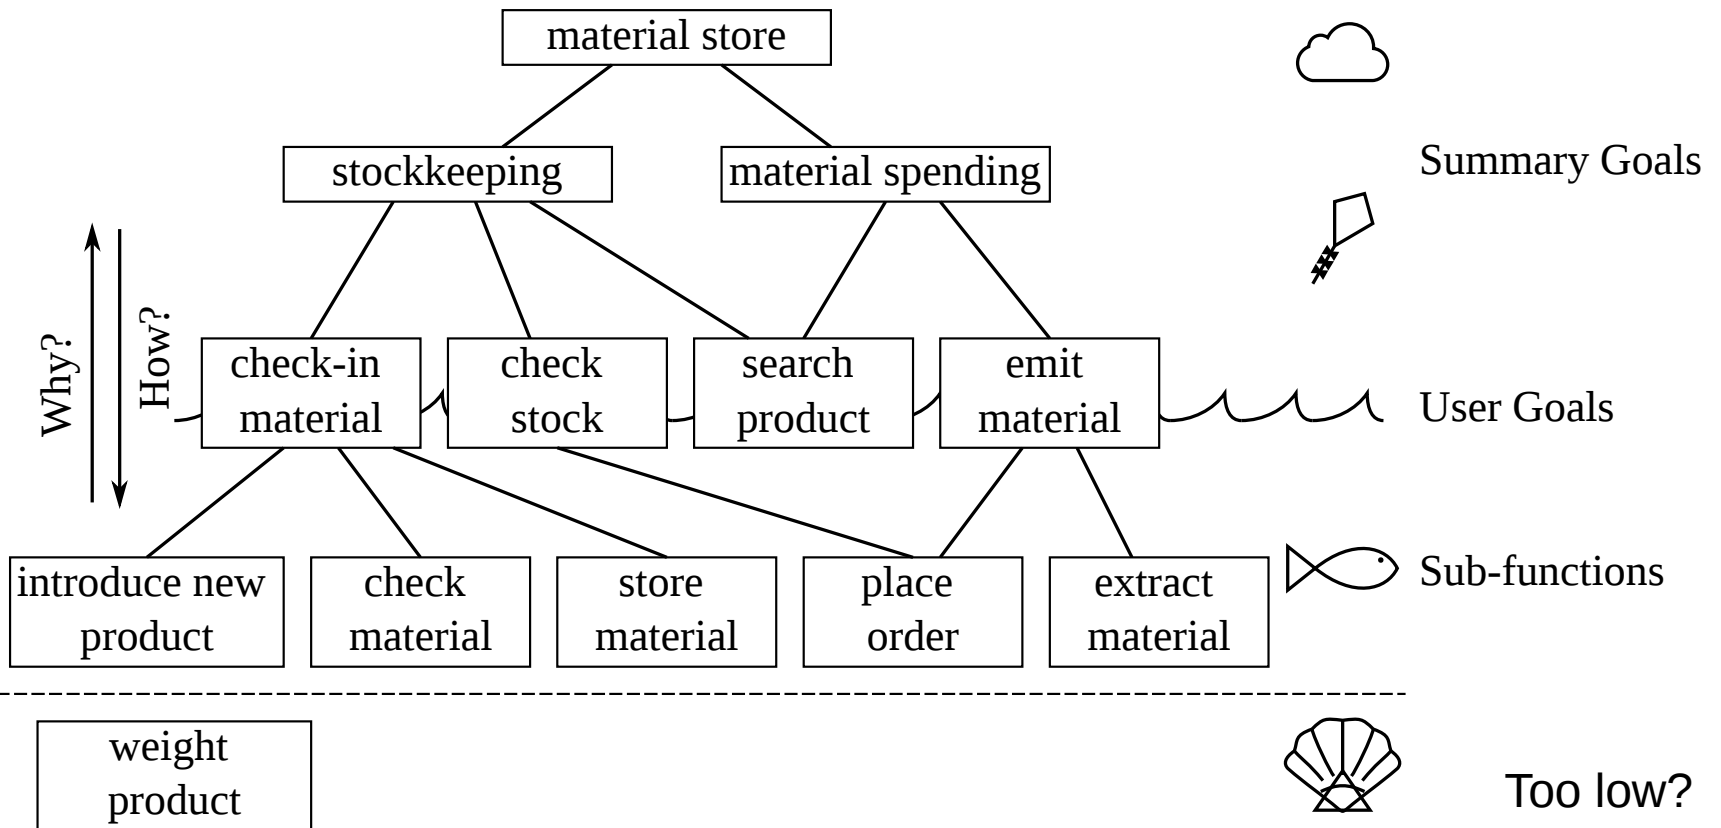 material store
stockkeeping
material spending
Summary Goals
Why?
How?
check-in
material
check
stock
search
product
emit
material
User Goals
introduce new
product
check
material
store
material
place
order
extract
material
Sub-functions
weight
product
Too low?